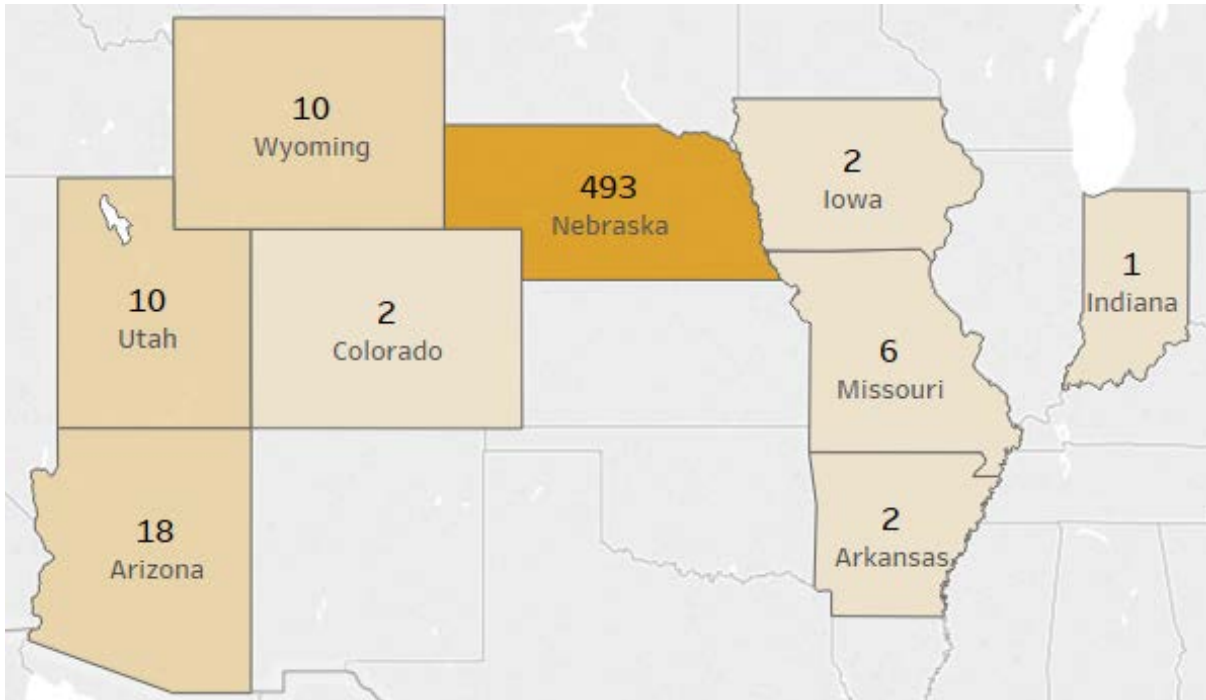 10
Wyoming
493
Nebraska
2
Iowa
10
Utah
2
Colorado
6
Missouri
1
Indiana
18
Arizona
2
Arkansas